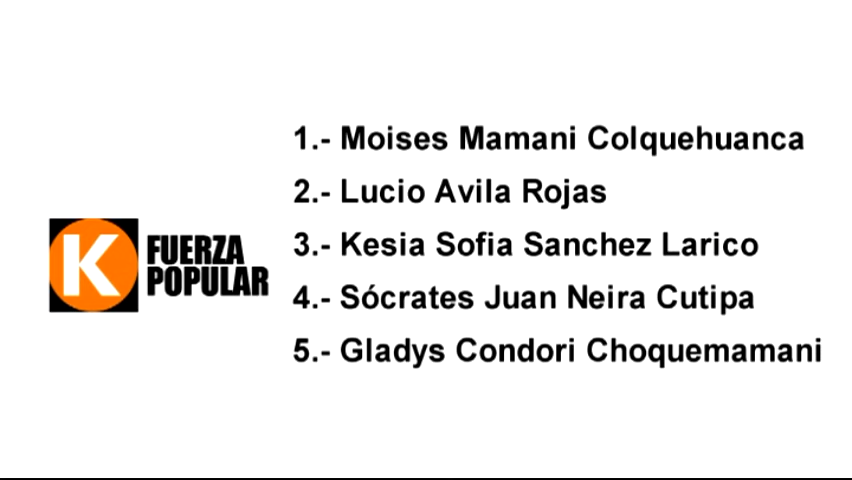 K FUERZA
POPULAR
1.- Moises Mamani Colquehuanca
2.- Lucio Avila Rojas
3.- Kesia Sofia Sanchez Larico
4.- Sócrates Juan Neira Cutipa
5.- Gladys Condori Choquemamani